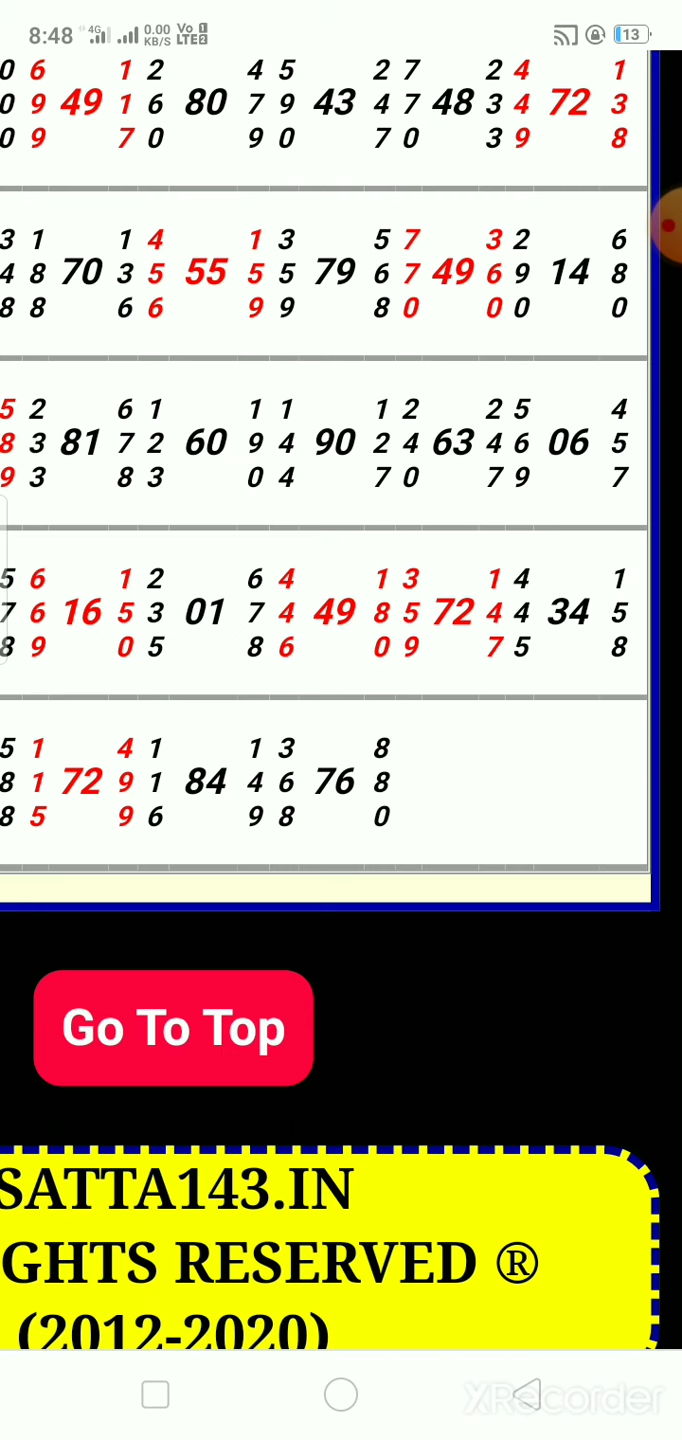 8:48 4G 0.00 KB/S Vo LTE 1 2 13
0 6 1 2 4 5 2 7 2 4 1
0 9 49 1 6 80 7 9 43 4 7 48 3 4 72 3
0 9 7 0 9 0 7 0 3 9 8
3 1 1 4 1 3 5 7 3 2 6
4 8 70 3 5 55 5 5 79 6 7 49 6 9 14 8
8 8 6 6 9 9 8 0 0 0 0
5 2 6 1 1 1 1 2 2 5 4
8 3 81 7 2 60 9 4 90 2 4 63 4 6 06 5
9 3 8 3 0 4 7 0 7 9 7
5 6 1 2 6 4 1 3 1 4 1
7 6 16 5 3 01 7 4 49 8 5 72 4 4 34 5
8 9 0 5 8 6 0 9 7 5 8
5 1 4 1 1 3 8
8 1 72 9 1 84 4 6 76 8
8 5 9 6 9 8 0
Go To Top
SATTA143.IN
GHTS RESERVED ®
(2012-2020)
XRecorder